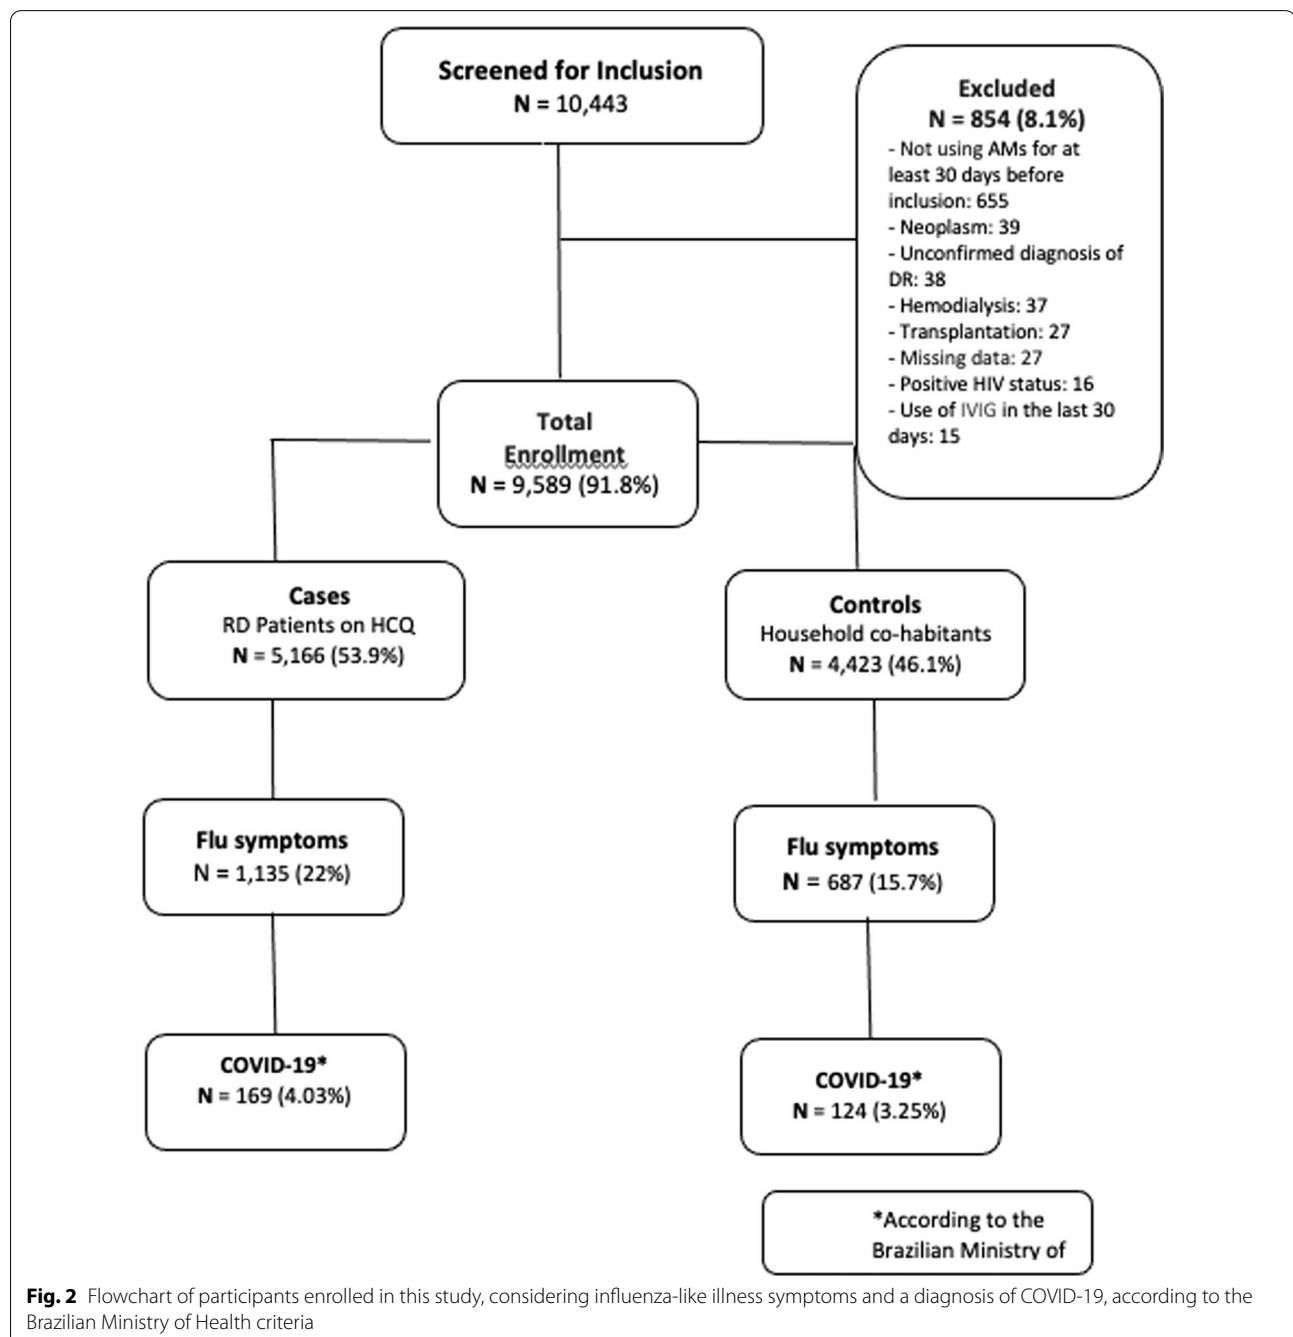 Screened for Inclusion
N = 10,443
Excluded
N = 854 (8.1%)
- Not using AMs for at
least 30 days before
inclusion: 655
- Neoplasm: 39
- Unconfirmed diagnosis of
DR: 38
- Hemodialysis: 37
- Transplantation: 27
- Missing data: 27
- Positive HIV status: 16
- Use of IVIG in the last 30
days: 15
Total
Enrollment
N = 9,589 (91.8%)
Cases
RD Patients on HCQ
N = 5,166 (53.9%)
Controls
Household co-habitants
N = 4,423 (46.1%)
Flu symptoms
N = 1,135 (22%)
Flu symptoms
N = 687 (15.7%)
COVID-19*
N = 169 (4.03%)
COVID-19*
N = 124 (3.25%)
*According to the
Brazilian Ministry of
Fig. 2 Flowchart of participants enrolled in this study, considering influenza-like illness symptoms and a diagnosis of COVID-19, according to the
Brazilian Ministry of Health criteria